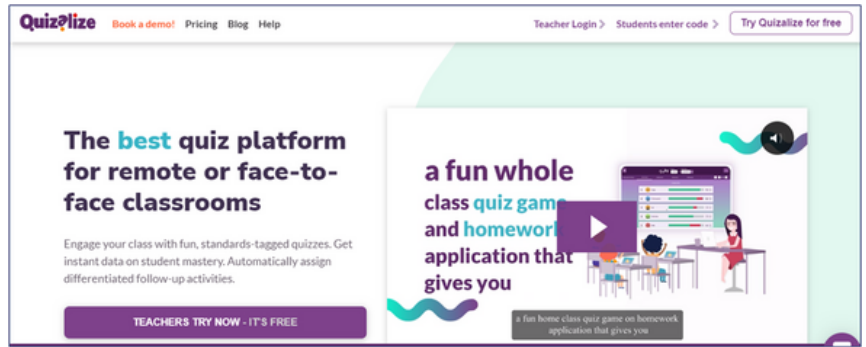 Quizalize Book a demo! Pricing Blog Help Teacher Login > Students enter code > Try Quizalize for free
The best quiz platform
for remote or face-to-
face classrooms
Engage your class with fun, standards-tagged quizzes. Get
instant data on student mastery. Automatically assign
differentiated follow-up activities.
TEACHERS TRY NOW - IT'S FREE
a fun whole
class quiz game
and homework
application that
gives you
a fun home class quiz game on homework
application that gives you